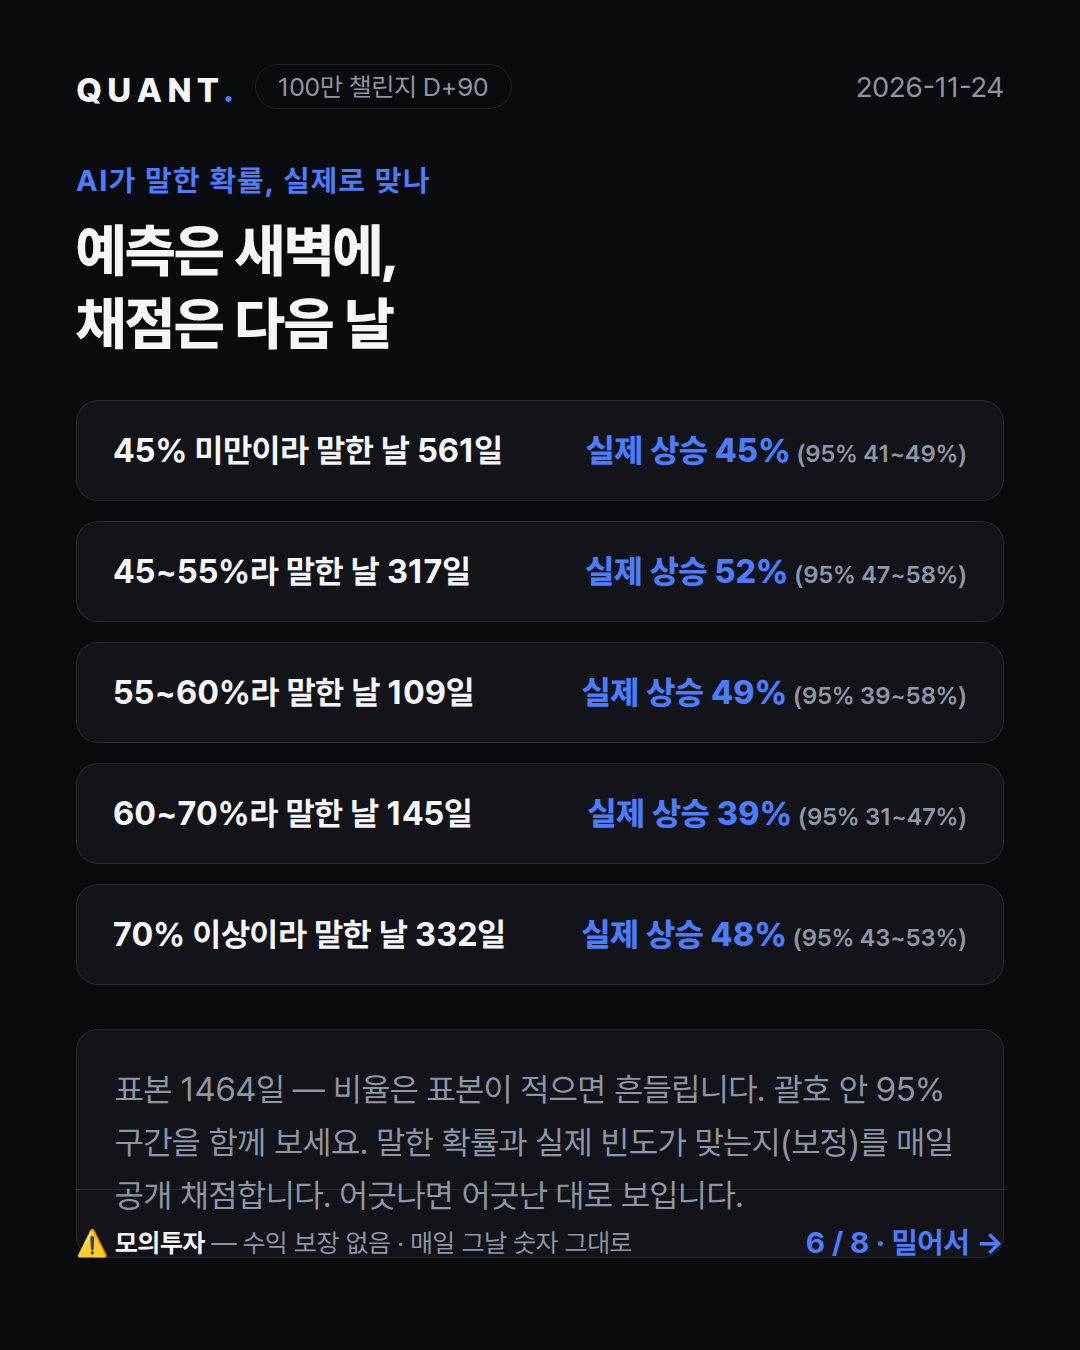 QUANT. 100만 챌린지 D+90 2026-11-24
AI가 말한 확률, 실제로 맞나
예측은 새벽에,
채점은 다음 날
45% 미만이라 말한 날 561일 실제 상승 45% (95% 41~49%)
45~55%라 말한 날 317일 실제 상승 52% (95% 47~58%)
55~60%라 말한 날 109일 실제 상승 49% (95% 39~58%)
60~70%라 말한 날 145일 실제 상승 39% (95% 31~47%)
70% 이상이라 말한 날 332일 실제 상승 48% (95% 43~53%)
표본 1464일 — 비율은 표본이 적으면 흔들립니다. 괄호 안 95%
구간을 함께 보세요. 말한 확률과 실제 빈도가 맞는지(보정)를 매일
공개 채점합니다. 어긋나면 어긋난 대로 보입니다.
⚠️ 모의투자 — 수익 보장 없음 · 매일 그날 숫자 그대로 6 / 8 · 밀어서 →